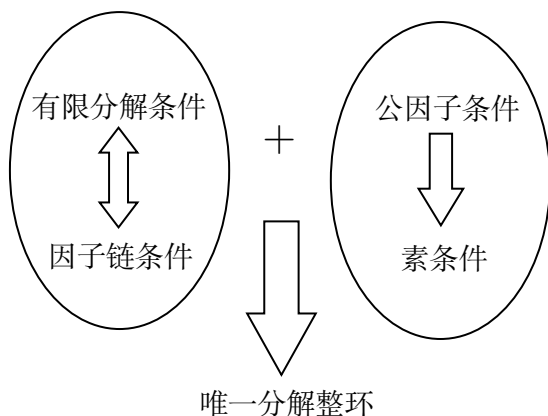 有限分解条件
公因子条件
+
因子链条件
素条件
唯一分解整环